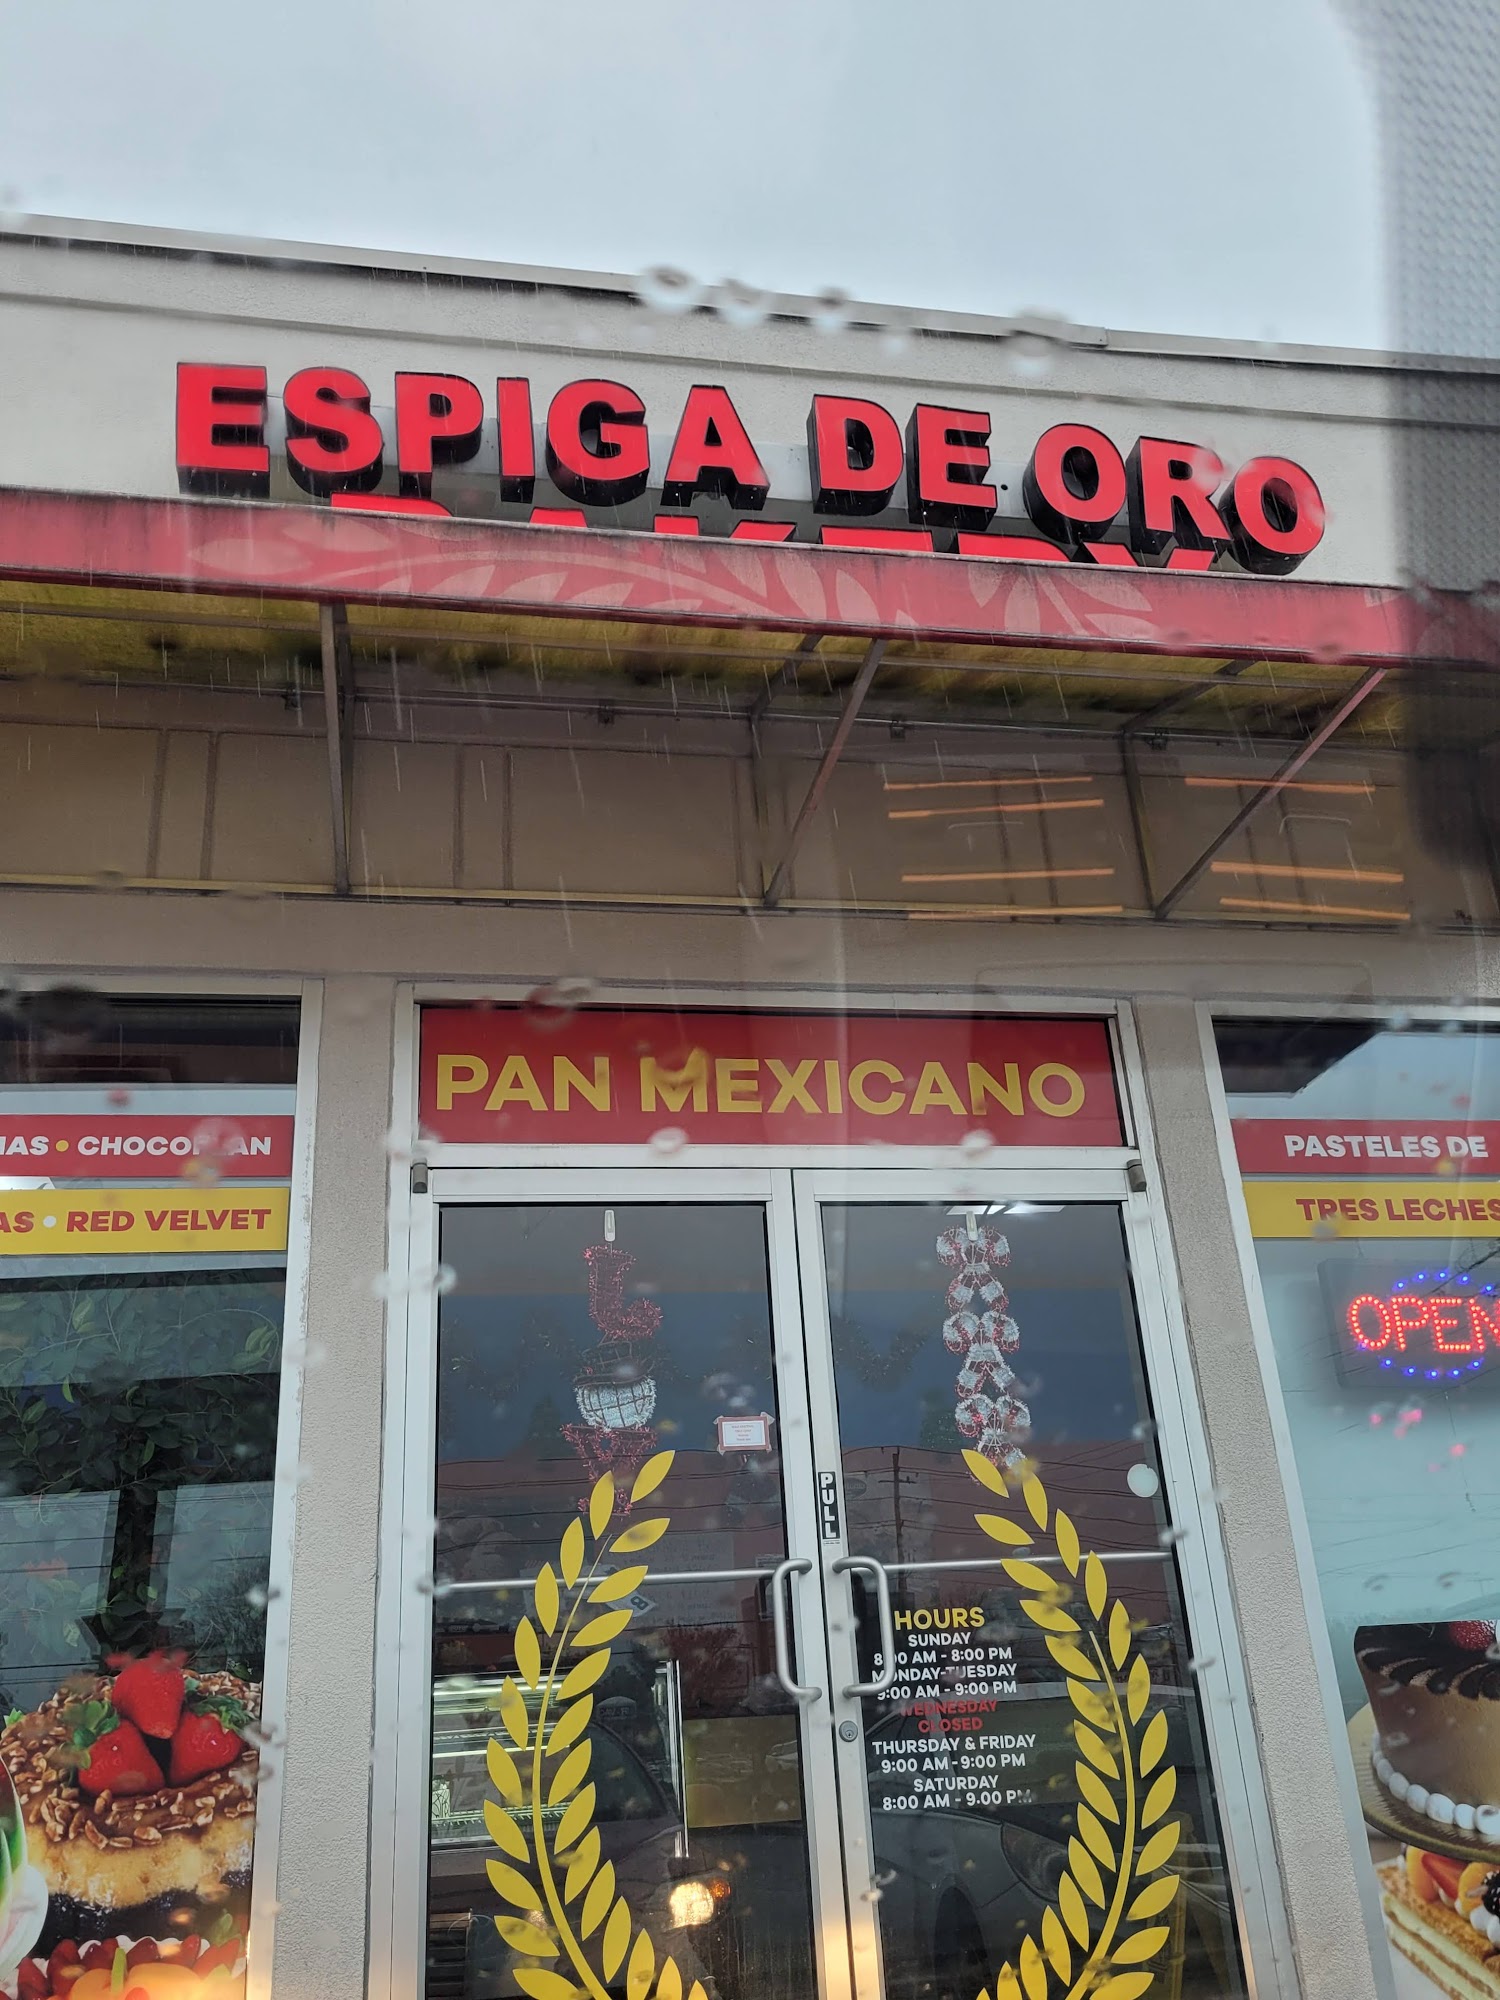 ESPIGA DE ORO
BAKERY
PAN MEXICANO
CHOCOFLAN
RED VELVET
PASTELES DE
TRES LECHES
OPEN
PULL
HOURS
SUNDAY
8:00 AM - 8:00 PM
MONDAY-TUESDAY
9:00 AM - 9:00 PM
WEDNESDAY
CLOSED
THURSDAY & FRIDAY
9:00 AM - 9:00 PM
SATURDAY
8:00 AM - 9:00 PM